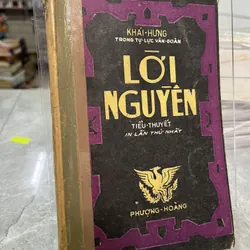 KHÁI-HƯNG
TRONG TỰ-LỰC VĂN-ĐOÀN
LỜI
NGUYỀN
TIỂU-THUYẾT
IN LẦN THỨ NHẤT
PHƯỢNG-HOÀNG